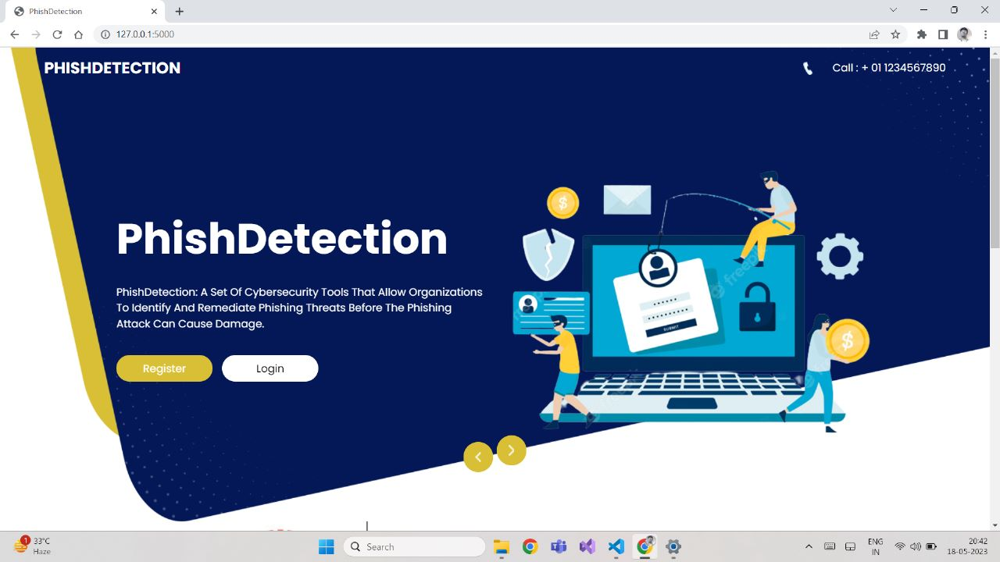 PhishDetection
127.0.0.1:5000
PHISHDETECTION
Call : + 01 1234567890
PhishDetection
PhishDetection: A Set Of Cybersecurity Tools That Allow Organizations
To Identify And Remediate Phishing Threats Before The Phishing
Attack Can Cause Damage.
Register
Login
SUBMIT
1
33°C
Haze
Search
ENG
IN
20:42
18-05-2023